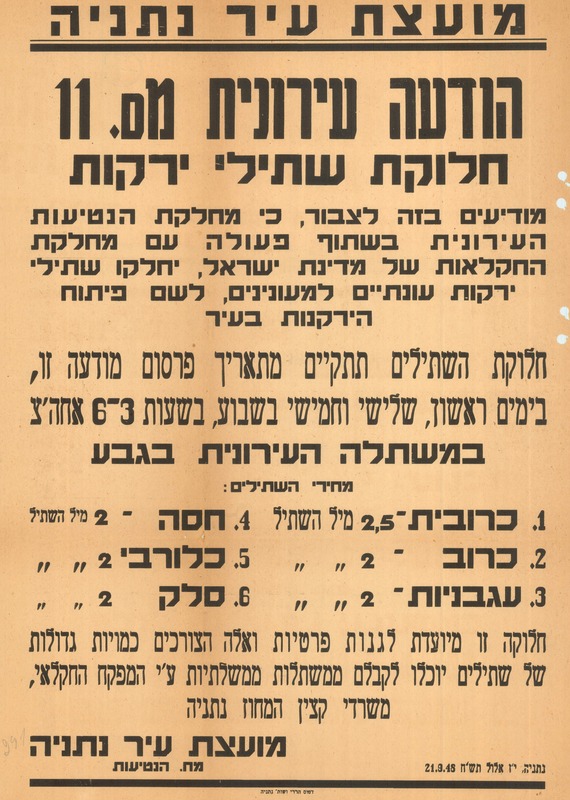 מועצת עיר נתניה
הודעה עירונית מס. 11
חלוקת שתילי ירקות
מודיעים בזה לצבור, כי מחלקת הנטיעות
העירונית בשתוף פעולה עם מחלקת
החקלאות של מדינת ישראל, יחלקו שתילי
ירקות עונתיים למעונינים, לשם פיתוח
הירקנות בעיר
חלוקת השתילים תתקיים מתאריך פרסום מודעה זו,
בימים ראשון, שלישי וחמישי בשבוע, בשעות 3–6 אחה״צ
במשתלה העירונית בגבע
מחירי השתילים:
1. כרובית – 2,5 מיל השתיל 4. חסה – 2 מיל השתיל
2. כרוב – 2 ״ ״ 5. כלורבי 2 ״ ״
3. עגבניות – 2 ״ ״ 6. סלק 2 ״ ״
חלוקה זו מיועדת לגנות פרטיות ואלה הצורכים כמויות גדולות
של שתילים יוכלו לקבלם ממשתלות ממשלתיות ע״י המפקח החקלאי,
משרדי קצין המחוז נתניה
מועצת עיר נתניה
מח. הנטיעות
נתניה, י״ז אלול תש״ח 21.9.48